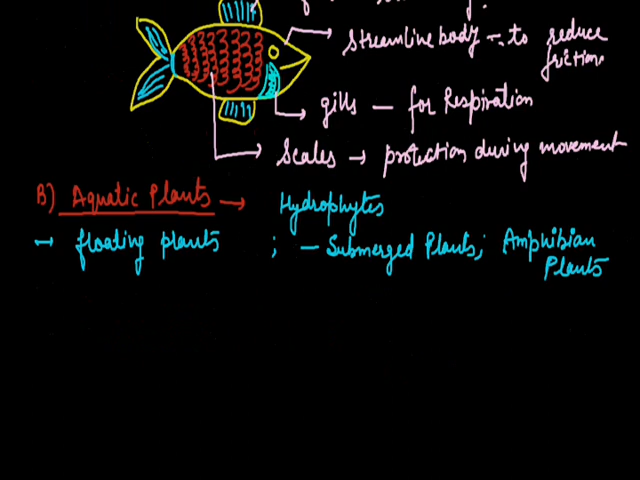 Streamline body – to reduce
friction
gills — for Respiration
Scales → protection during movement
B) Aquatic Plants → Hydrophytes
→ floating plants ; – Submerged Plants; Amphibian
Plants